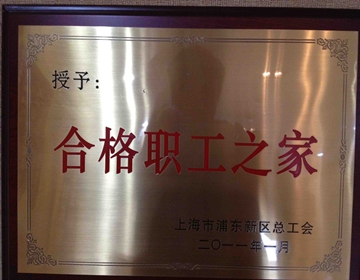 授予：
合格职工之家
上海市浦东新区总工会
二〇一一年一月